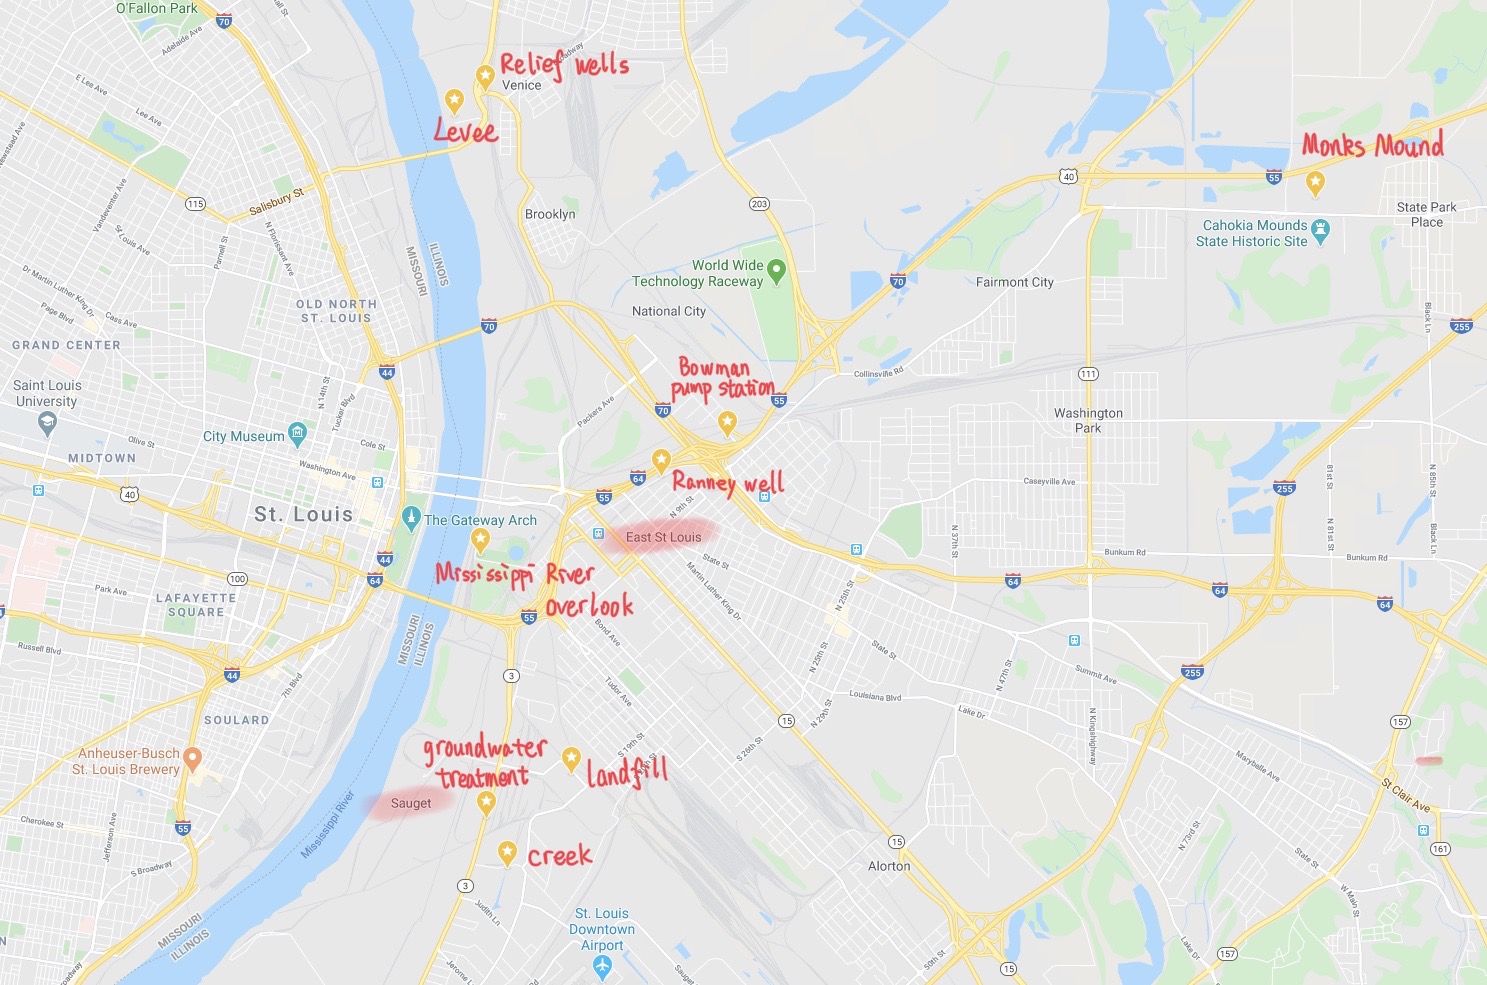 O'Fallon Park
70
Adelaide Ave
E Lee Ave
Lee Ave
Relief wells
Venice
Levee
Monks Mound
40
55
State Park
Place
Cahokia Mounds
State Historic Site
115
Salisbury St
Vandeventer Ave
St Louis Ave
Parnell St
N Florissant Ave
Brooklyn
203
MISSOURI
ILLINOIS
Dr Martin Luther King Dr
Page Blvd
Cass Ave
OLD NORTH
ST. LOUIS
World Wide
Technology Raceway
National City
70
Fairmont City
Black Ln
255
70
GRAND CENTER
44
Saint Louis
University
N 14th St
Tucker Blvd
Bowman
pump station
Collinsville Rd
111
55
70
Packers Ave
Washington
Park
City Museum
Olive St
Cole St
MIDTOWN
Washington Ave
40
64
55
Ranney well
N 9th St
Caseyville Ave
255
81st St
N 85th St
St. Louis
The Gateway Arch
East St Louis
N 37th St
Black Ln
N 81st St
Bunkum Rd
Bunkum Rd
44
64
100
Park Ave
LAFAYETTE
SQUARE
Mississippi River
overlook
State St
Martin Luther King Dr
N 25th St
64
64
64
55
Bond Ave
MISSOURI
ILLINOIS
Russell Blvd
44
7th Blvd
3
Tudor Ave
N 25th St
State St
N 47th St
Summit Ave
255
SOULARD
Louisiana Blvd
Lake Dr
N 29th St
15
N Kingshighway
157
Anheuser-Busch
St. Louis Brewery
groundwater
treatment
landfill
S 19th St
S 26th St
Marybelle Ave
St Clair Ave
Sauget
Mississippi River
55
Cherokee St
Jefferson Ave
S Broadway
creek
15
Alorton
N 73rd St
State St
161
3
Judith Ln
W Main St
MISSOURI
ILLINOIS
St. Louis
Downtown
Airport
Lake Dr
157
50th St
15